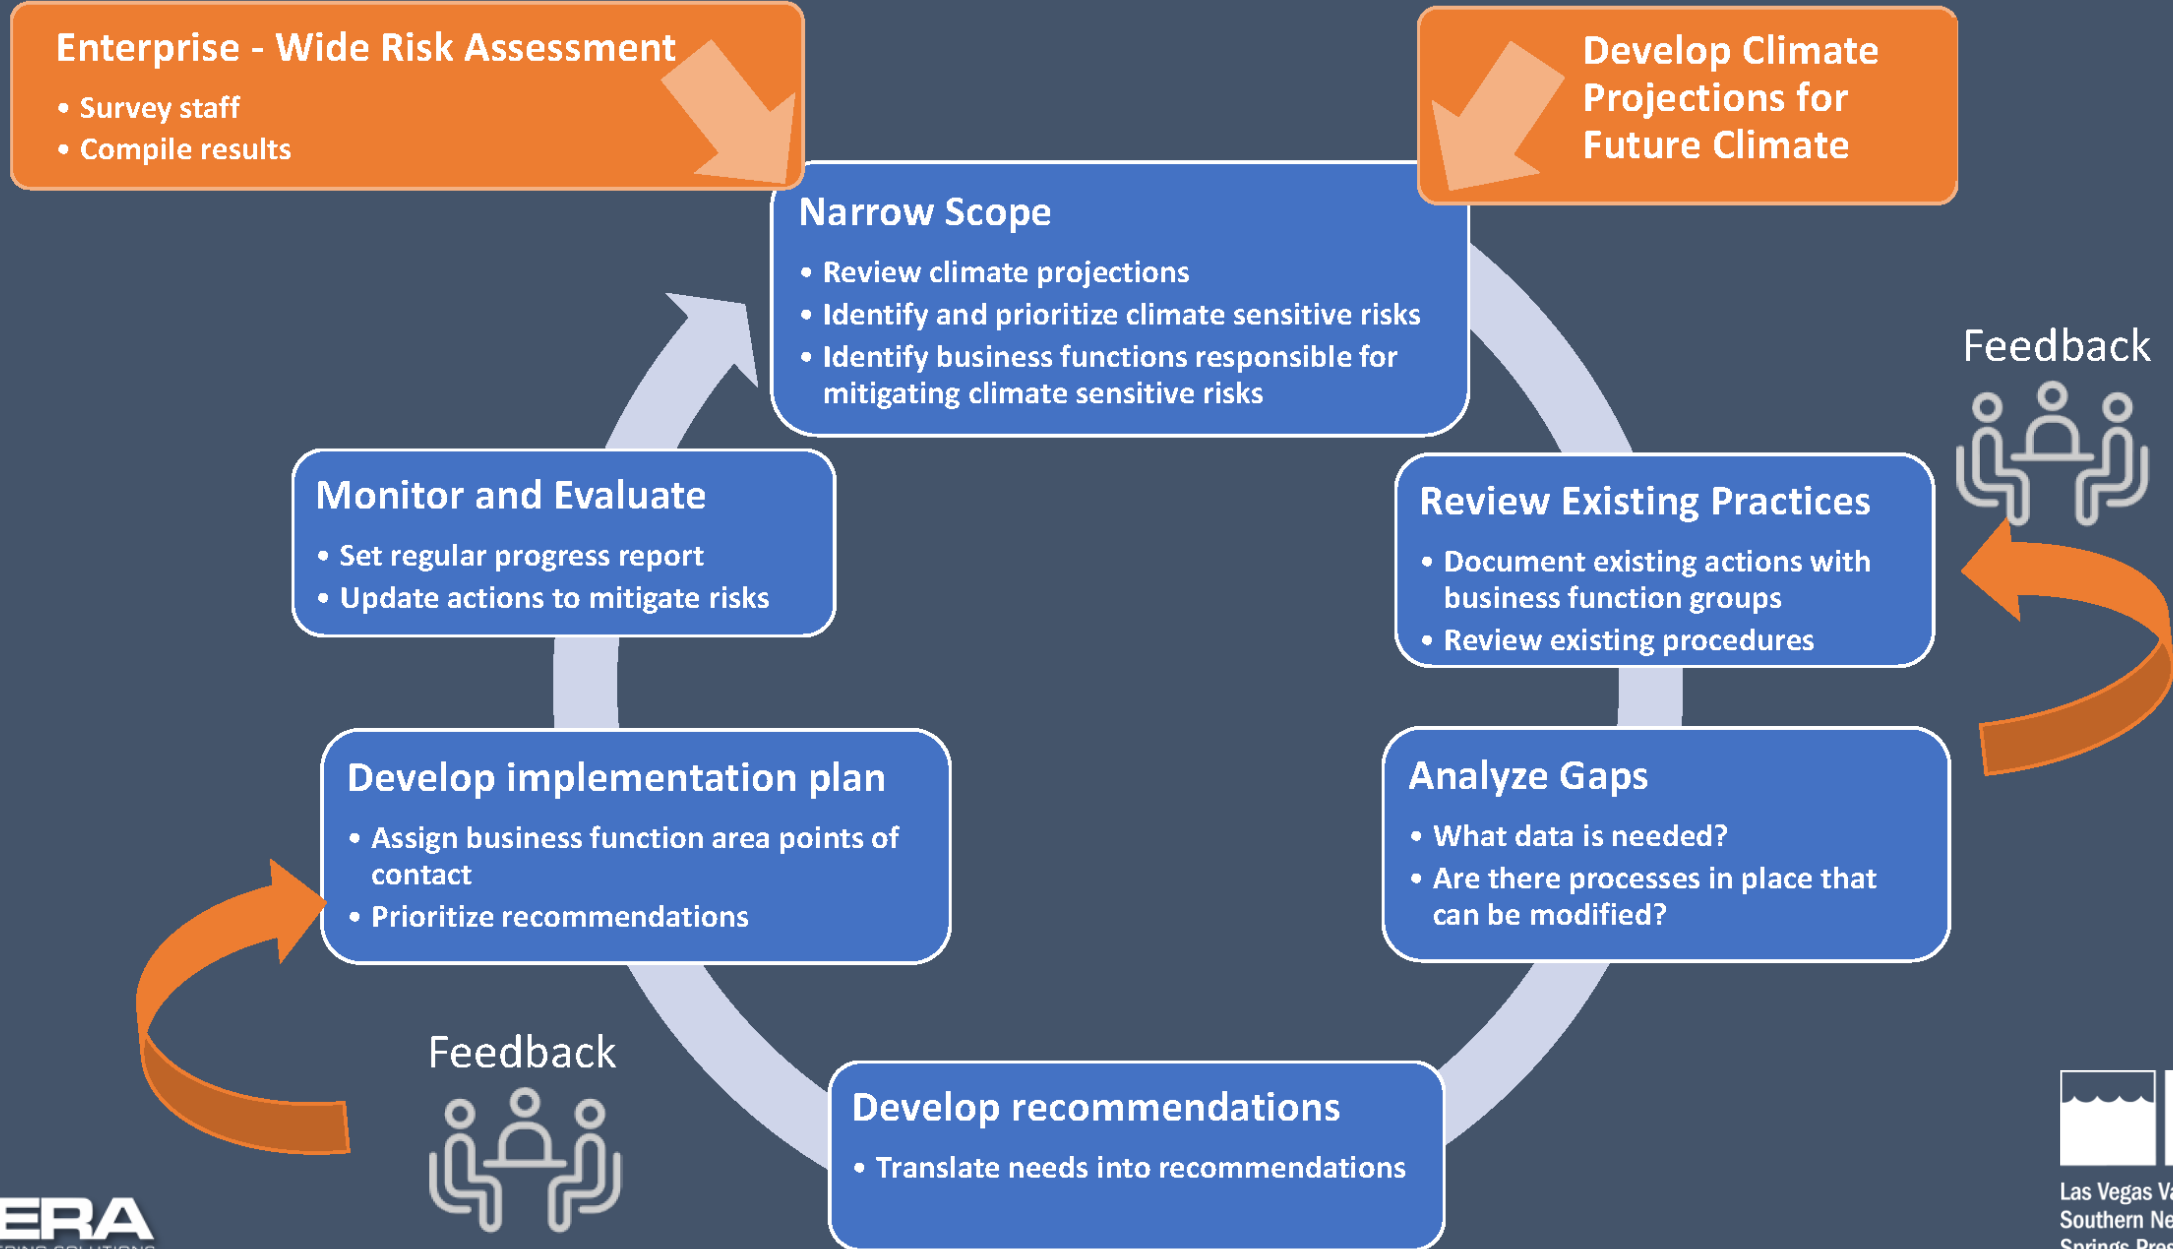 Enterprise - Wide Risk Assessment
• Survey staff
• Compile results
Develop Climate
Projections for
Future Climate
Narrow Scope
• Review climate projections
• Identify and prioritize climate sensitive risks
• Identify business functions responsible for
mitigating climate sensitive risks
Feedback
Review Existing Practices
• Document existing actions with
business function groups
• Review existing procedures
Analyze Gaps
• What data is needed?
• Are there processes in place that
can be modified?
Develop recommendations
• Translate needs into recommendations
Develop implementation plan
• Assign business function area points of
contact
• Prioritize recommendations
Feedback
Monitor and Evaluate
• Set regular progress report
• Update actions to mitigate risks
ERA
Las Vegas Va
Southern Ne